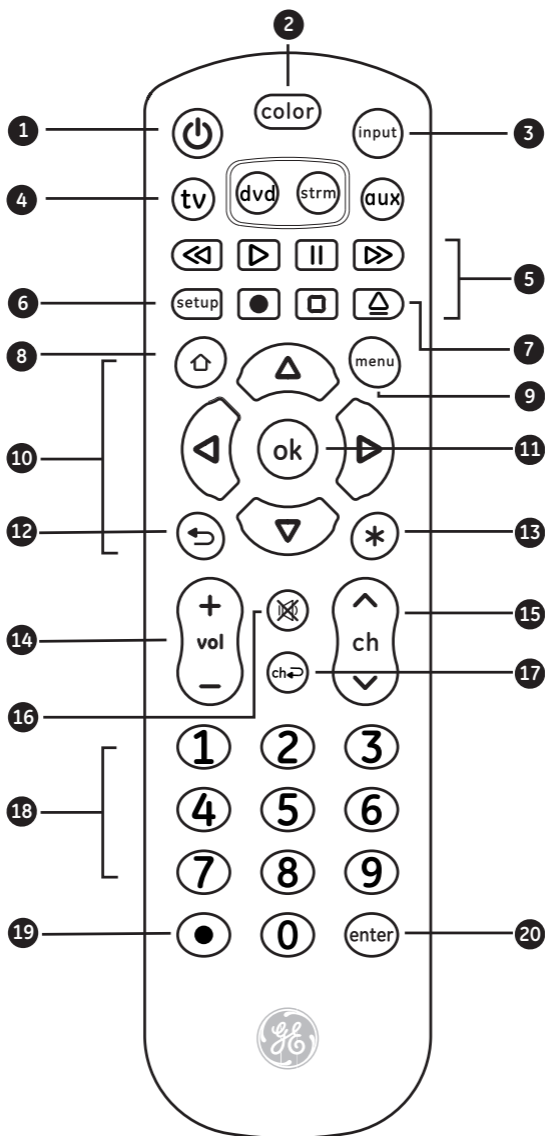 2
color
1
input
3
tv
dvd
strm
aux
4
5
6
setup
7
8
menu
9
10
ok
11
12
*
13
+
vol
−
14
ch
15
16
ch
17
1 2 3
18
4 5 6
7 8 9
19
0
enter
20
GE